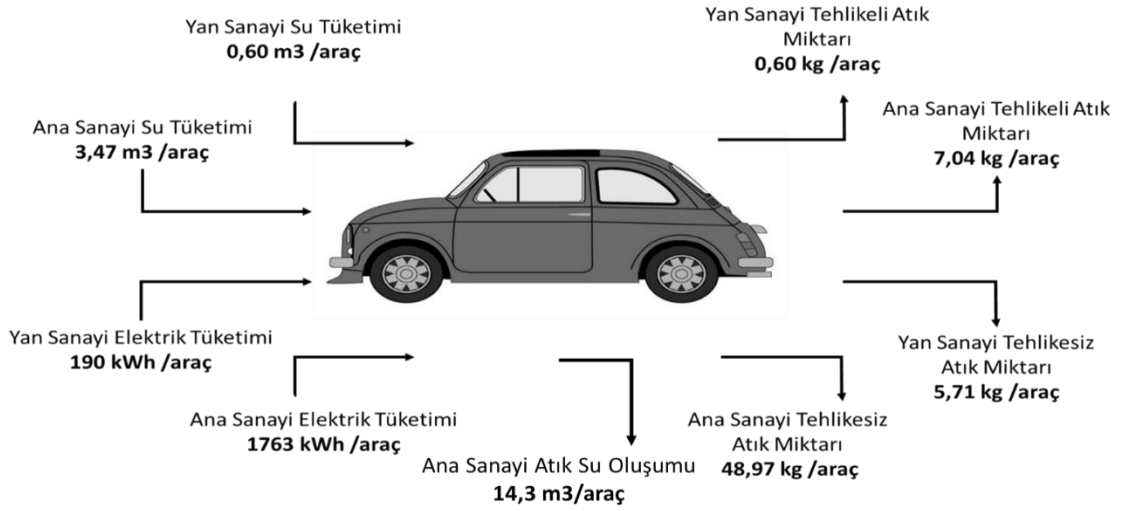 Yan Sanayi Su Tüketimi
0,60 m3 /araç
Yan Sanayi Tehlikeli Atık
Miktarı
0,60 kg /araç
Ana Sanayi Su Tüketimi
3,47 m3 /araç
Ana Sanayi Tehlikeli Atık
Miktarı
7,04 kg /araç
Yan Sanayi Elektrik Tüketimi
190 kWh /araç
Yan Sanayi Tehlikesiz
Atık Miktarı
5,71 kg /araç
Ana Sanayi Elektrik Tüketimi
1763 kWh /araç
Ana Sanayi Atık Su Oluşumu
14,3 m3/araç
Ana Sanayi Tehlikesiz
Atık Miktarı
48,97 kg /araç